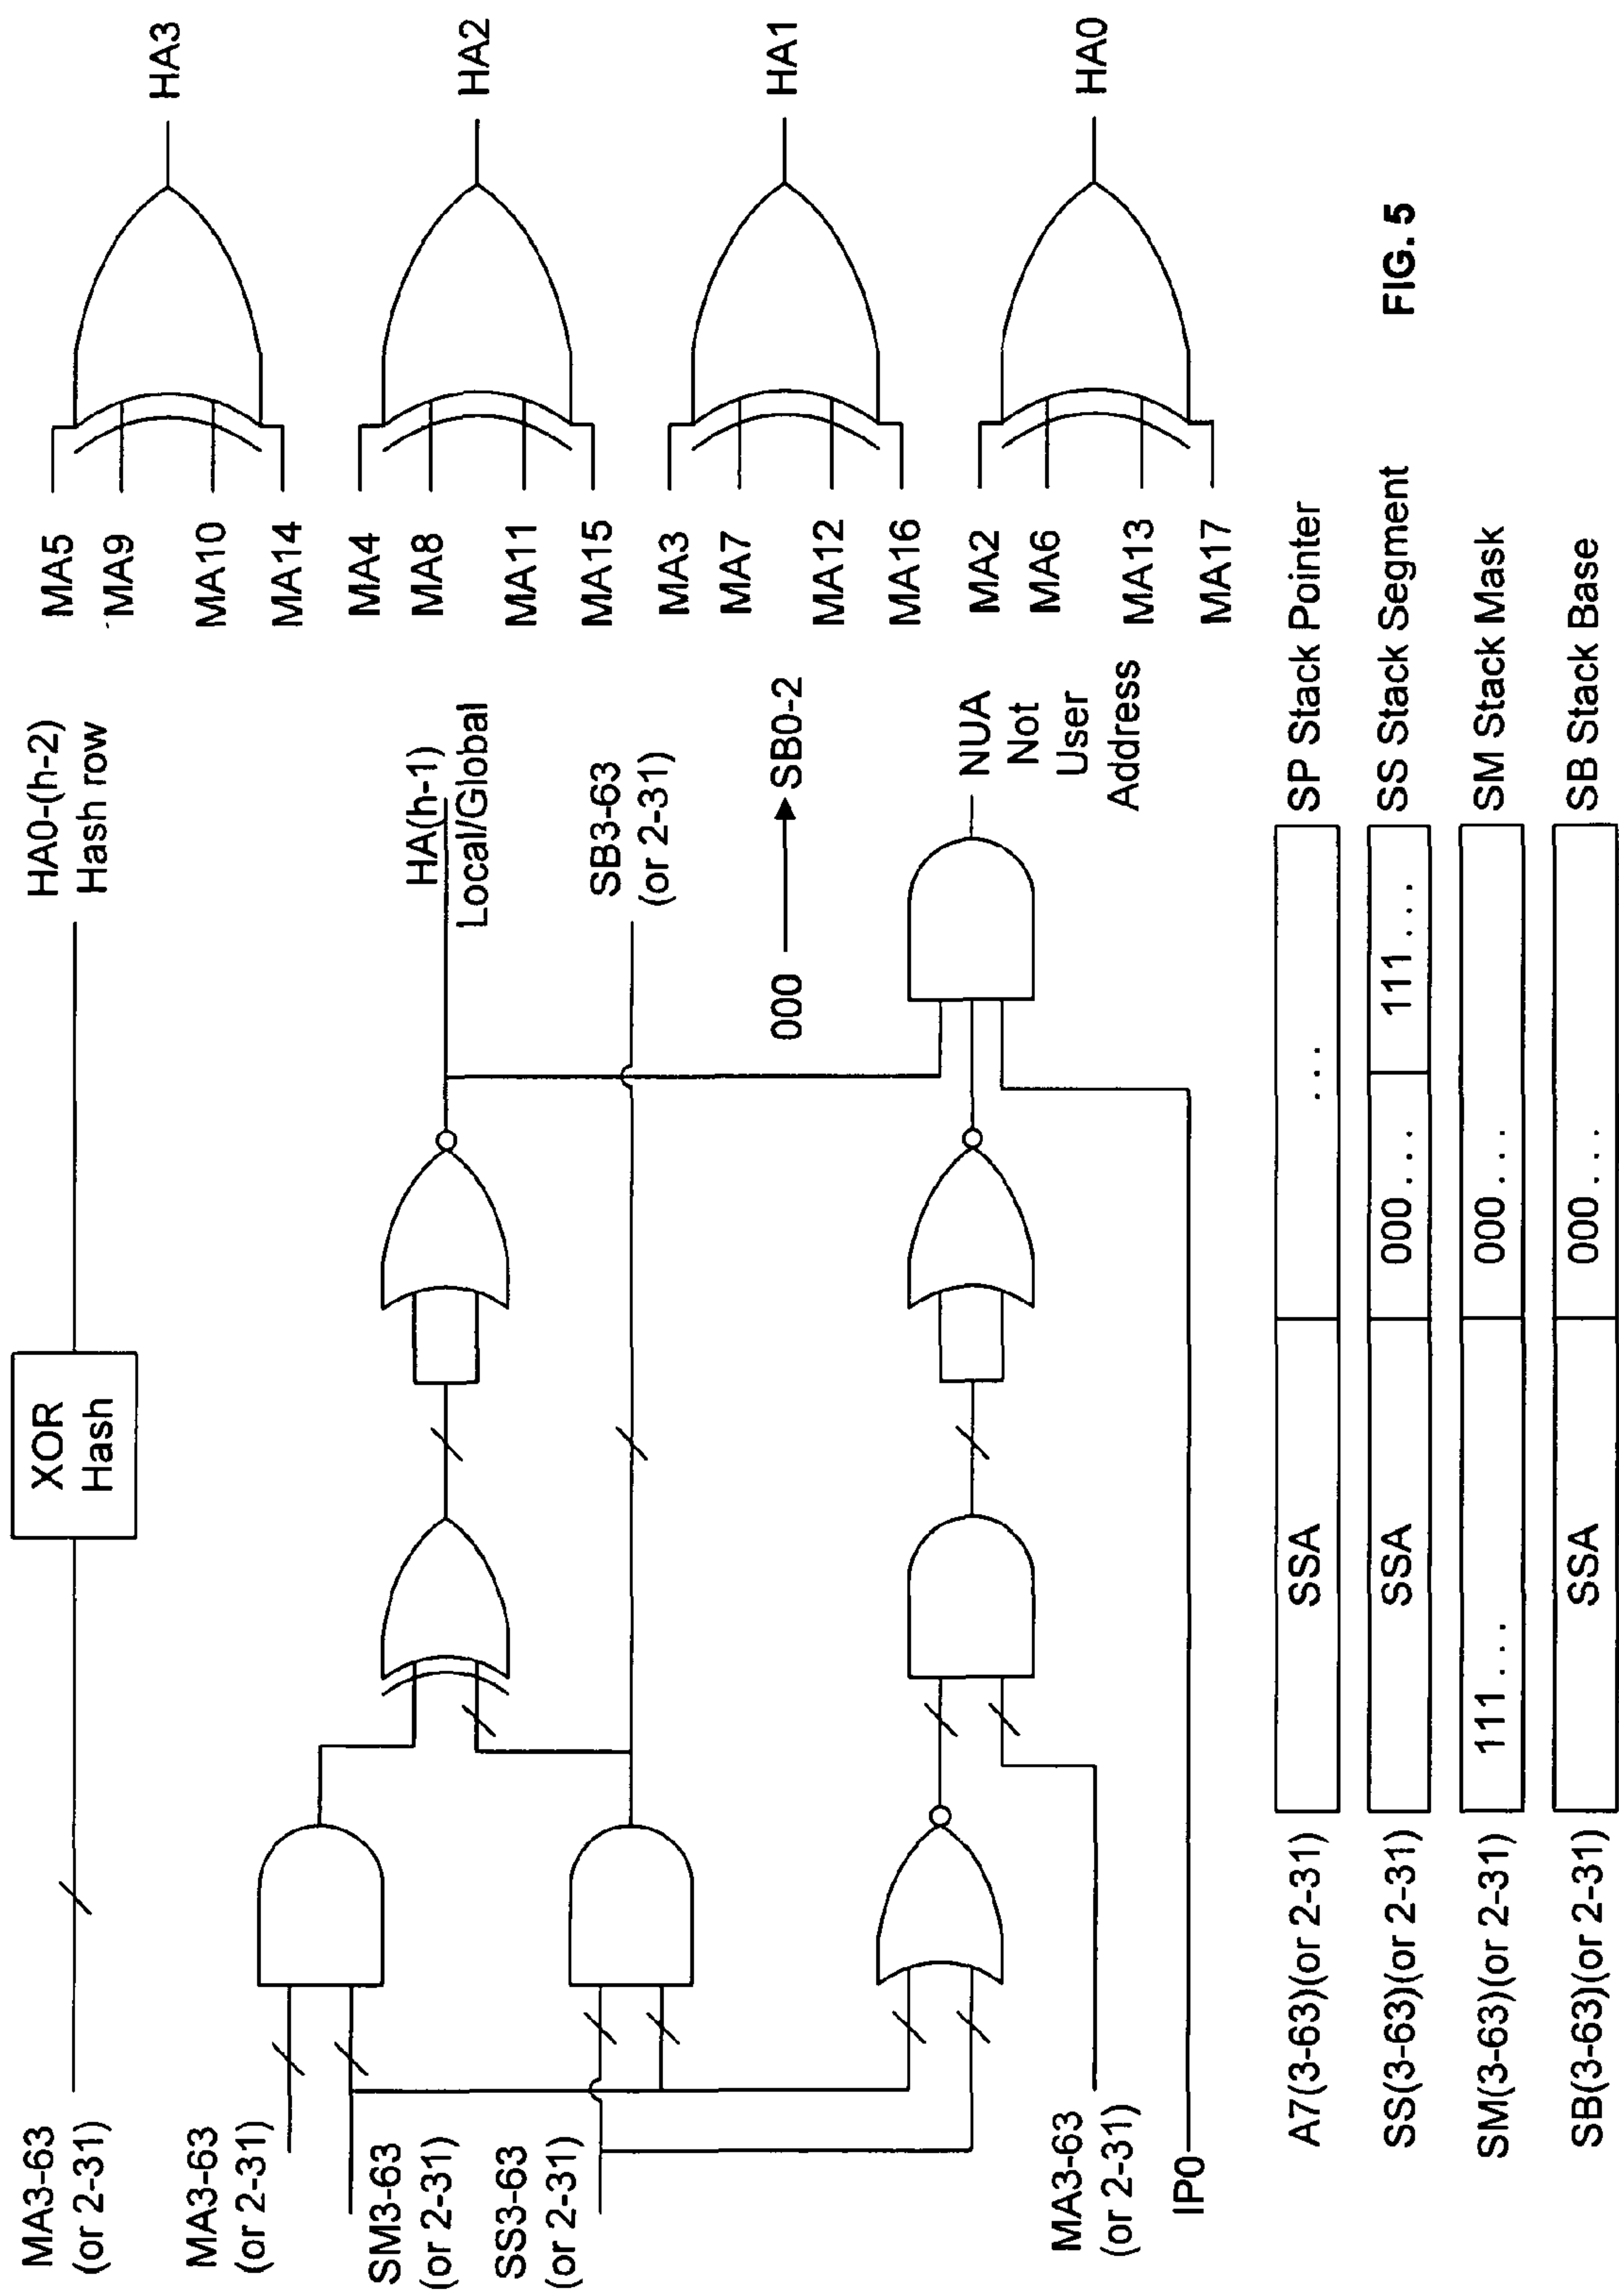 MA3-63
(or 2-31)
XOR
Hash
HA0-(h-2)
Hash row
MA3-63
(or 2-31)
SM3-63
(or 2-31)
SS3-63
(or 2-31)
HA(h-1)
Local/Global
SB3-63
(or 2-31)
000
SB0-2
MA3-63
(or 2-31)
IP0
NUA
Not
User
Address
MA5
MA9
MA10
MA14
HA3
MA4
MA8
MA11
MA15
HA2
MA3
MA7
MA12
MA16
HA1
MA2
MA6
MA13
MA17
HA0
A7(3-63)(or 2-31) SSA ... SP Stack Pointer
SS(3-63)(or 2-31) SSA 000... 111... SS Stack Segment
SM(3-63)(or 2-31) 111... 000... SM Stack Mask
SB(3-63)(or 2-31) SSA 000... SB Stack Base
FIG. 5